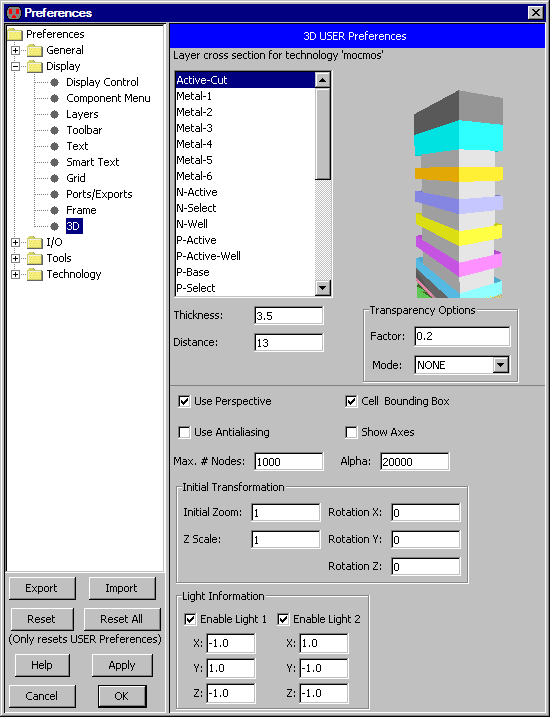 Preferences
Preferences
General
Display
Display Control
Component Menu
Layers
Toolbar
Text
Smart Text
Grid
Ports/Exports
Frame
3D
I/O
Tools
Technology
Export Import
Reset Reset All
(Only resets USER Preferences)
Help Apply
Cancel OK
3D USER Preferences
Layer cross section for technology 'mocmos'
Active-Cut
Metal-1
Metal-2
Metal-3
Metal-4
Metal-5
Metal-6
N-Active
N-Select
N-Well
P-Active
P-Active-Well
P-Base
P-Select
Thickness: 3.5
Distance: 13
Transparency Options
Factor: 0.2
Mode: NONE
Use Perspective Cell Bounding Box
Use Antialiasing Show Axes
Max. # Nodes: 1000 Alpha: 20000
Initial Transformation
Initial Zoom: 1 Rotation X: 0
Z Scale: 1 Rotation Y: 0
Rotation Z: 0
Light Information
Enable Light 1 Enable Light 2
X: -1.0 X: 1.0
Y: 1.0 Y: -1.0
Z: -1.0 Z: -1.0